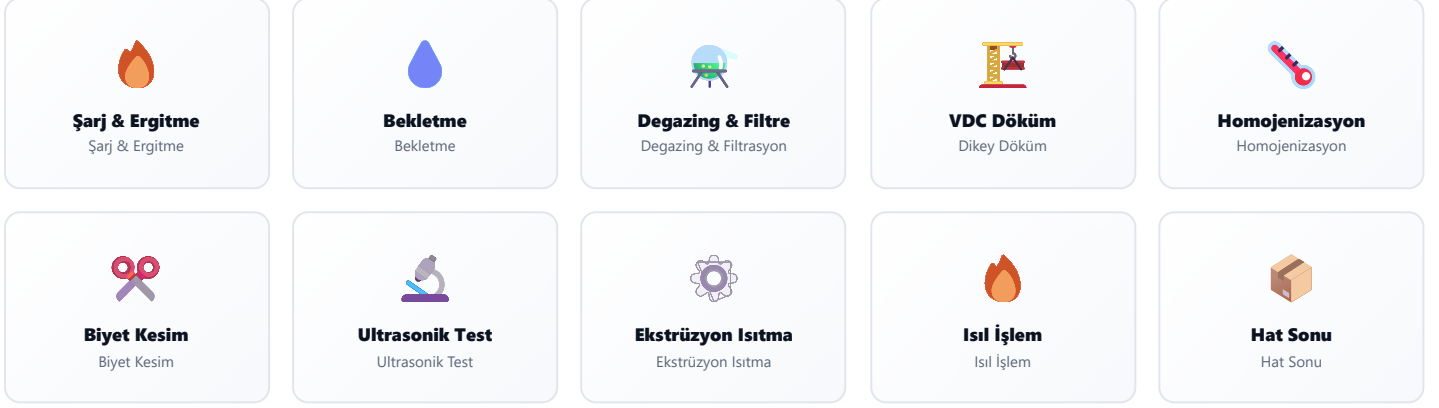 Şarj & Ergitme
Şarj & Ergitme
Bekletme
Bekletme
Degazing & Filtre
Degazing & Filtrasyon
VDC Döküm
Dikey Döküm
Homojenizasyon
Homojenizasyon
Biyet Kesim
Biyet Kesim
Ultrasonik Test
Ultrasonik Test
Ekstrüzyon Isıtma
Ekstrüzyon Isıtma
Isıl İşlem
Isıl İşlem
Hat Sonu
Hat Sonu